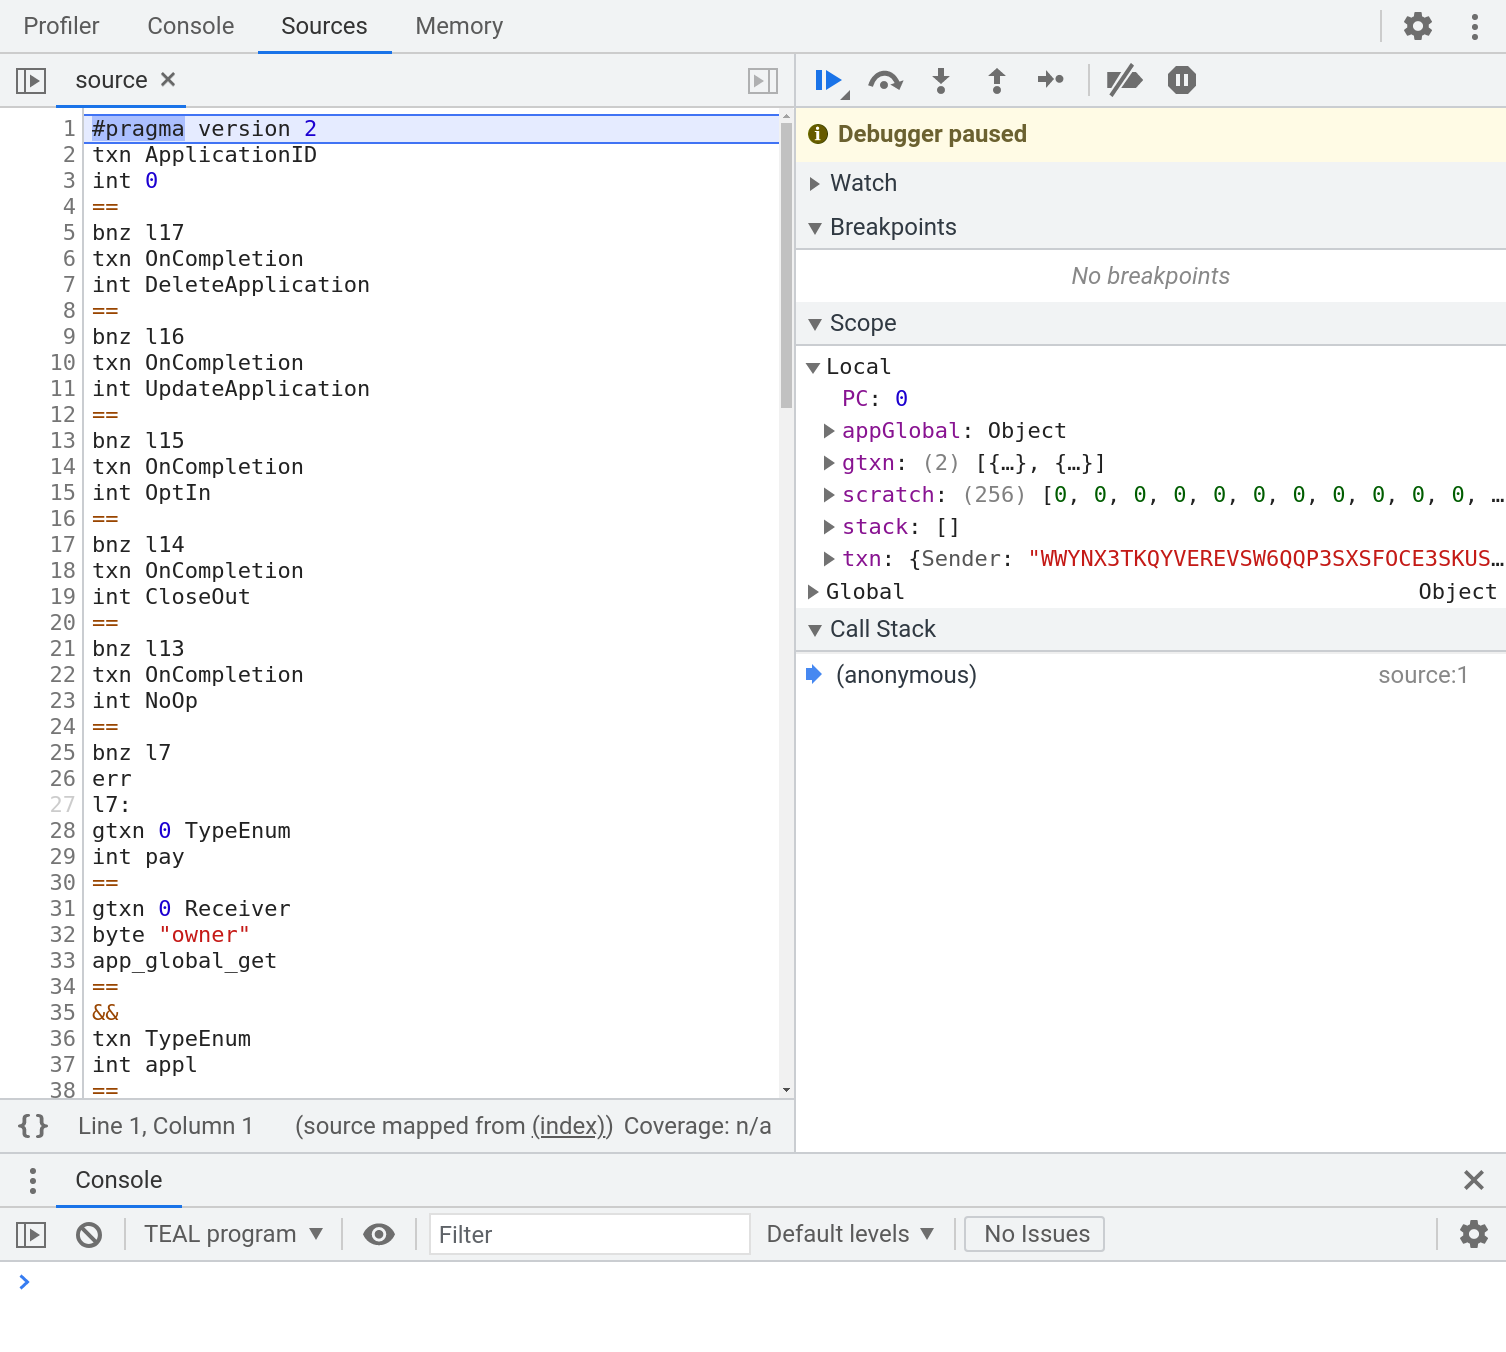 Profiler Console Sources Memory
source
1 #pragma version 2
2 txn ApplicationID
3 int 0
4 ==
5 bnz l17
6 txn OnCompletion
7 int DeleteApplication
8 ==
9 bnz l16
10 txn OnCompletion
11 int UpdateApplication
12 ==
13 bnz l15
14 txn OnCompletion
15 int OptIn
16 ==
17 bnz l14
18 txn OnCompletion
19 int CloseOut
20 ==
21 bnz l13
22 txn OnCompletion
23 int NoOp
24 ==
25 bnz l7
26 err
27 l7:
28 gtxn 0 TypeEnum
29 int pay
30 ==
31 gtxn 0 Receiver
32 byte "owner"
33 app_global_get
34 ==
35 &&
36 txn TypeEnum
37 int appl
38 ==
{} Line 1, Column 1 (source mapped from (index)) Coverage: n/a
Debugger paused
Watch
Breakpoints
No breakpoints
Scope
Local
PC: 0
appGlobal: Object
gtxn: (2) [{…}, {…}]
scratch: (256) [0, 0, 0, 0, 0, 0, 0, 0, 0, 0, 0, …
stack: []
txn: {Sender: "WWYNX3TKQYVEREVSW6QQP3SXSFOCE3SKUS…
Global Object
Call Stack
(anonymous) source:1
Console
TEAL program Filter Default levels No Issues